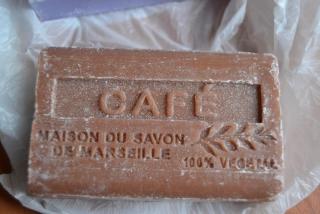 CAFÉ
MAISON DU SAVON
DE MARSEILLE
100% VEGETAL